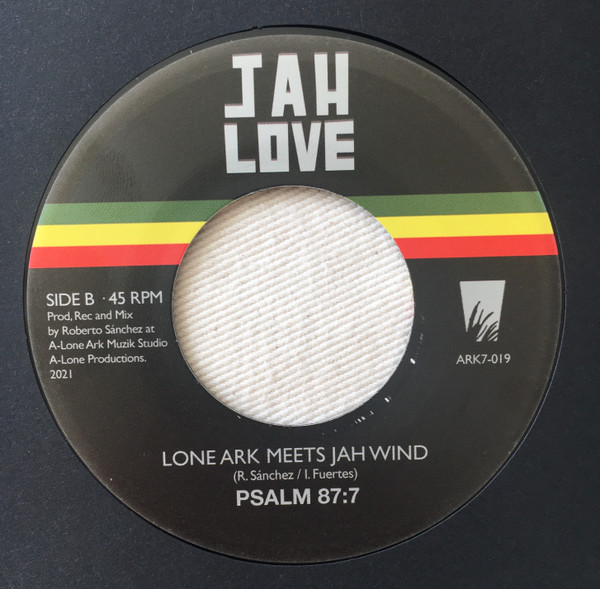 JAH
LOVE
SIDE B · 45 RPM
Prod, Rec and Mix
by Roberto Sánchez at
A-Lone Ark Muzik Studio
A-Lone Productions.
2021
ARK7-019
LONE ARK MEETS JAH WIND
(R. Sánchez / I. Fuertes)
PSALM 87:7